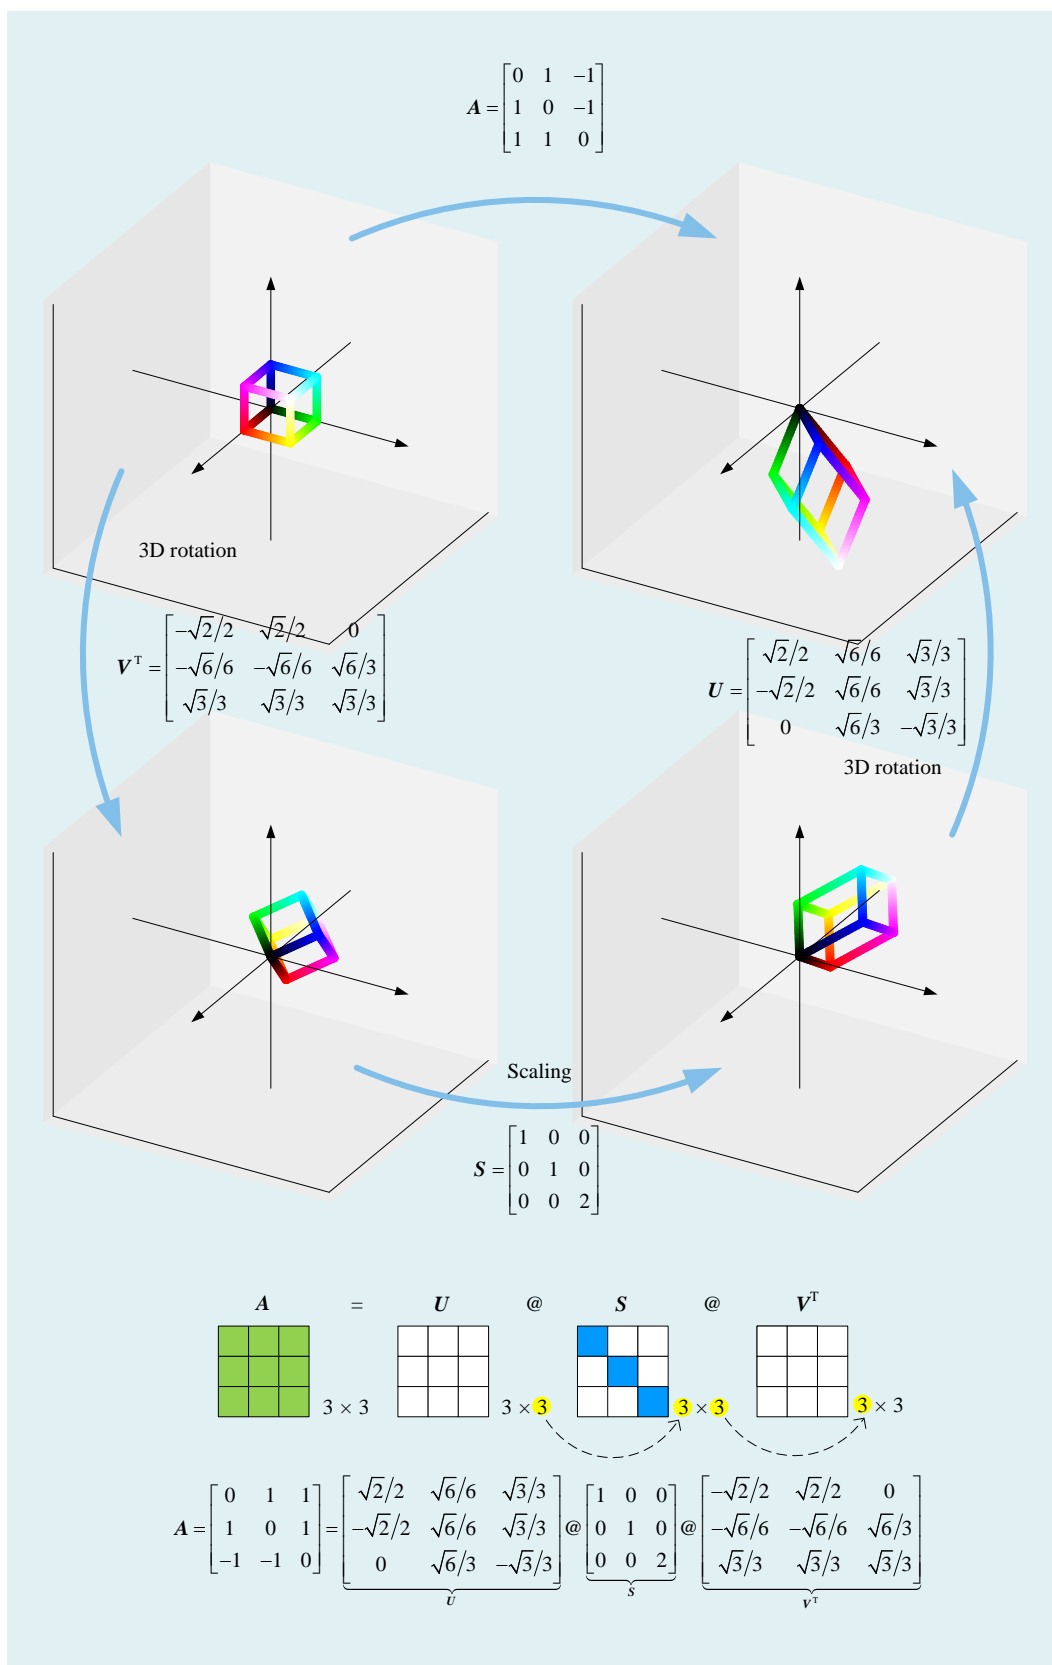 A = [0 1 −1
1 0 −1
1 1 0]
3D rotation
Vᵀ = [−√2/2 √2/2 0
−√6/6 −√6/6 √6/3
√3/3 √3/3 √3/3]
U = [√2/2 √6/6 √3/3
−√2/2 √6/6 √3/3
0 √6/3 −√3/3]
3D rotation
Scaling
S = [1 0 0
0 1 0
0 0 2]
A = U @ S @ Vᵀ
3 × 3 3 × 3 3 × 3 3 × 3
A = [0 1 1 = [√2/2 √6/6 √3/3 @ [1 0 0 @ [−√2/2 √2/2 0
1 0 1 −√2/2 √6/6 √3/3 0 1 0 −√6/6 −√6/6 √6/3
−1 −1 0] 0 √6/3 −√3/3] 0 0 2] √3/3 √3/3 √3/3]
U S Vᵀ